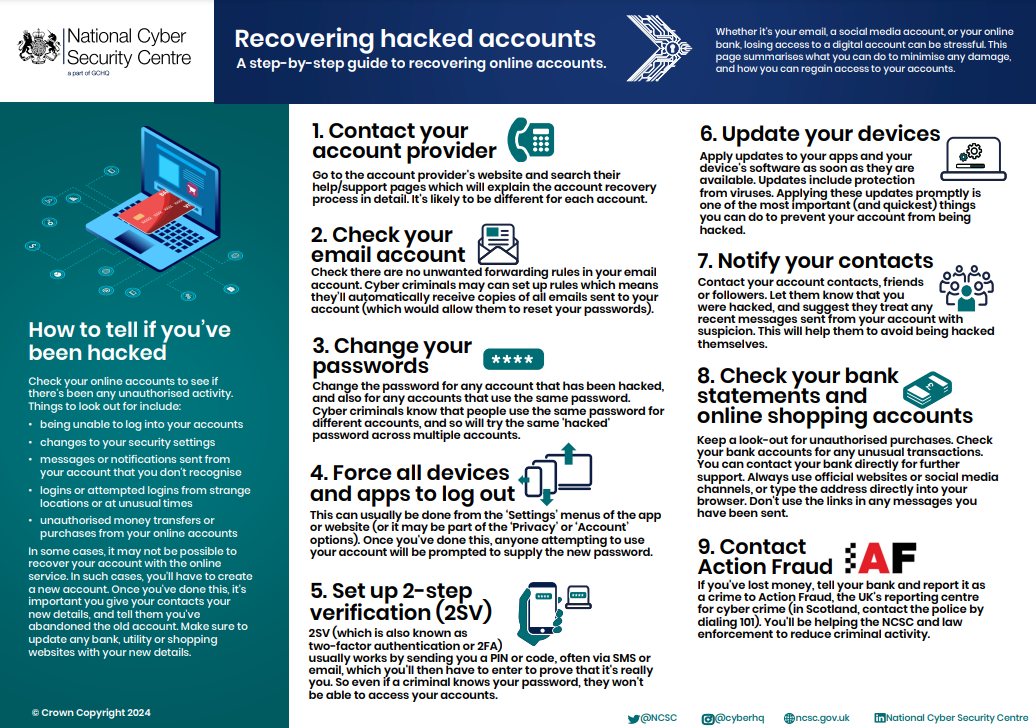 National Cyber
Security Centre
a part of GCHQ
Recovering hacked accounts
A step-by-step guide to recovering online accounts.
Whether it's your email, a social media account, or your online
bank, losing access to a digital account can be stressful. This
page summarises what you can do to minimise any damage,
and how you can regain access to your accounts.
How to tell if you've
been hacked
Check your online accounts to see if
there's been any unauthorised activity.
Things to look out for include:
• being unable to log into your accounts
• changes to your security settings
• messages or notifications sent from
your account that you don't recognise
• logins or attempted logins from strange
locations or at unusual times
• unauthorised money transfers or
purchases from your online accounts
In some cases, it may not be possible to
recover your account with the online
service. In such cases, you'll have to create
a new account. Once you've done this, it's
important you give your contacts your
new details, and tell them you've
abandoned the old account. Make sure to
update any bank, utility or shopping
websites with your new details.
© Crown Copyright 2024
1. Contact your
account provider
Go to the account provider's website and search their
help/support pages which will explain the account recovery
process in detail. It's likely to be different for each account.
2. Check your
email account
Check there are no unwanted forwarding rules in your email
account. Cyber criminals may can set up rules which means
they'll automatically receive copies of all emails sent to your
account (which would allow them to reset your passwords).
3. Change your
passwords
****
Change the password for any account that has been hacked,
and also for any accounts that use the same password.
Cyber criminals know that people use the same password for
different accounts, and so will try the same 'hacked'
password across multiple accounts.
4. Force all devices
and apps to log out
This can usually be done from the 'Settings' menus of the app
or website (or it may be part of the 'Privacy' or 'Account'
options). Once you've done this, anyone attempting to use
your account will be prompted to supply the new password.
5. Set up 2-step
verification (2SV)
2SV (which is also known as
two-factor authentication or 2FA)
usually works by sending you a PIN or code, often via SMS or
email, which you'll then have to enter to prove that it's really
you. So even if a criminal knows your password, they won't
be able to access your accounts.
6. Update your devices
Apply updates to your apps and your
device's software as soon as they are
available. Updates include protection
from viruses. Applying these updates promptly is
one of the most important (and quickest) things
you can do to prevent your account from being
hacked.
7. Notify your contacts
Contact your account contacts, friends
or followers. Let them know that you
were hacked, and suggest they treat any
recent messages sent from your account with
suspicion. This will help them to avoid being hacked
themselves.
8. Check your bank
statements and
online shopping accounts
£
Keep a look-out for unauthorised purchases. Check
your bank accounts for any unusual transactions.
You can contact your bank directly for further
support. Always use official websites or social media
channels, or type the address directly into your
browser. Don't use the links in any messages you
have been sent.
9. Contact
Action Fraud
AF
If you've lost money, tell your bank and report it as
a crime to Action Fraud, the UK's reporting centre
for cyber crime (in Scotland, contact the police by
dialing 101). You'll be helping the NCSC and law
enforcement to reduce criminal activity.
@NCSC
@cyberhq
ncsc.gov.uk
in National Cyber Security Centre